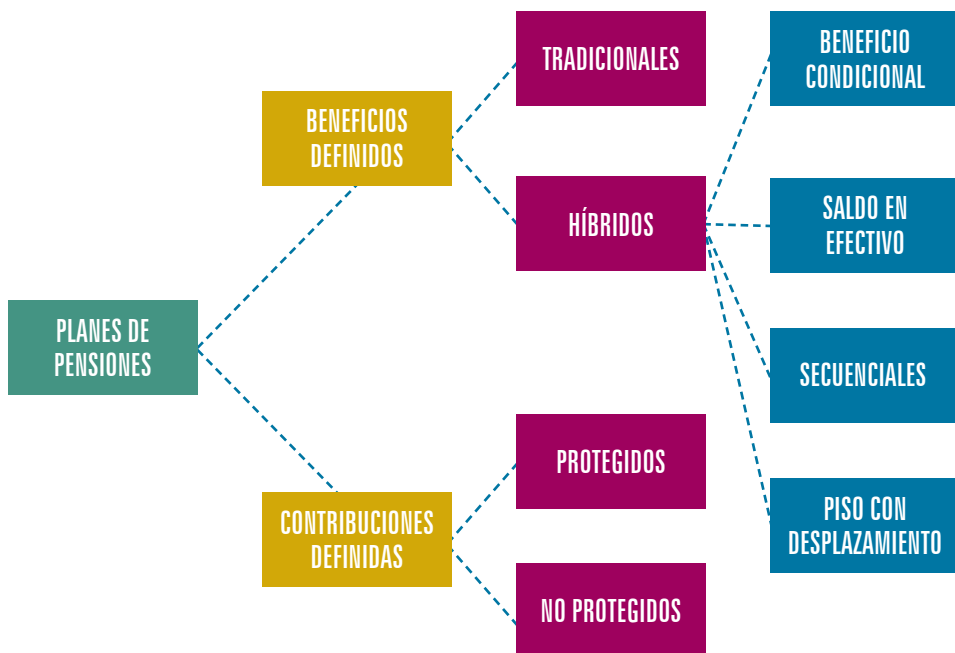 PLANES DE
PENSIONES
BENEFICIOS
DEFINIDOS
TRADICIONALES
HÍBRIDOS
BENEFICIO
CONDICIONAL
SALDO EN
EFECTIVO
SECUENCIALES
PISO CON
DESPLAZAMIENTO
CONTRIBUCIONES
DEFINIDAS
PROTEGIDOS
NO PROTEGIDOS